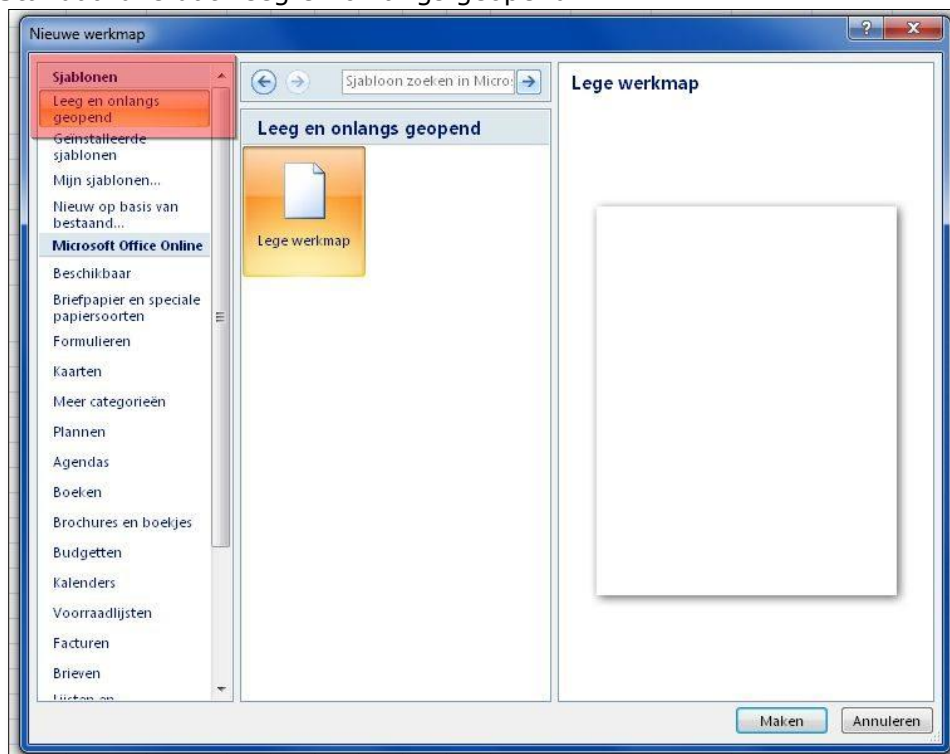 Nieuwe werkmap
Sjablonen
Leeg en onlangs
geopend
Geïnstalleerde
sjablonen
Mijn sjablonen...
Nieuw op basis van
bestaand...
Microsoft Office Online
Beschikbaar
Briefpapier en speciale
papiersoorten
Formulieren
Kaarten
Meer categorieën
Plannen
Agendas
Boeken
Brochures en boekjes
Budgetten
Kalenders
Voorraadlijsten
Facturen
Brieven
Sjabloon zoeken in Micro
Leeg en onlangs geopend
Lege werkmap
Lege werkmap
Maken
Annuleren